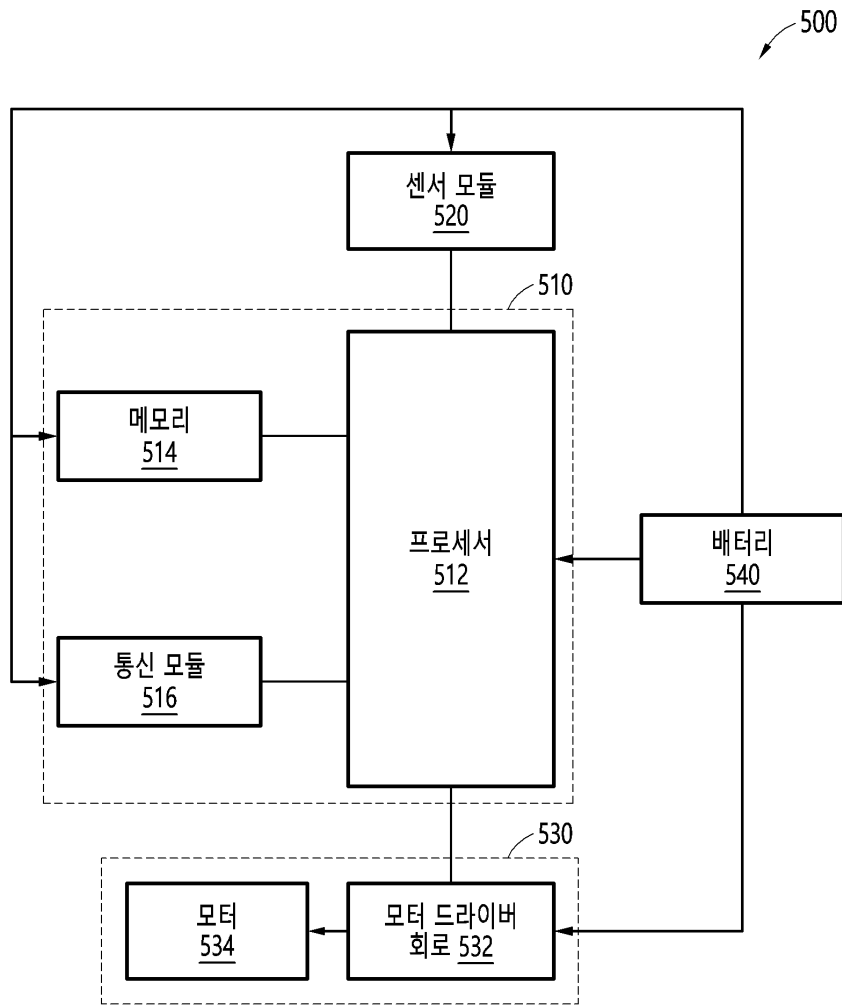 500
센서 모듈
520
510
메모리
514
프로세서
512
배터리
540
통신 모듈
516
530
모터
534
모터 드라이버
회로 532